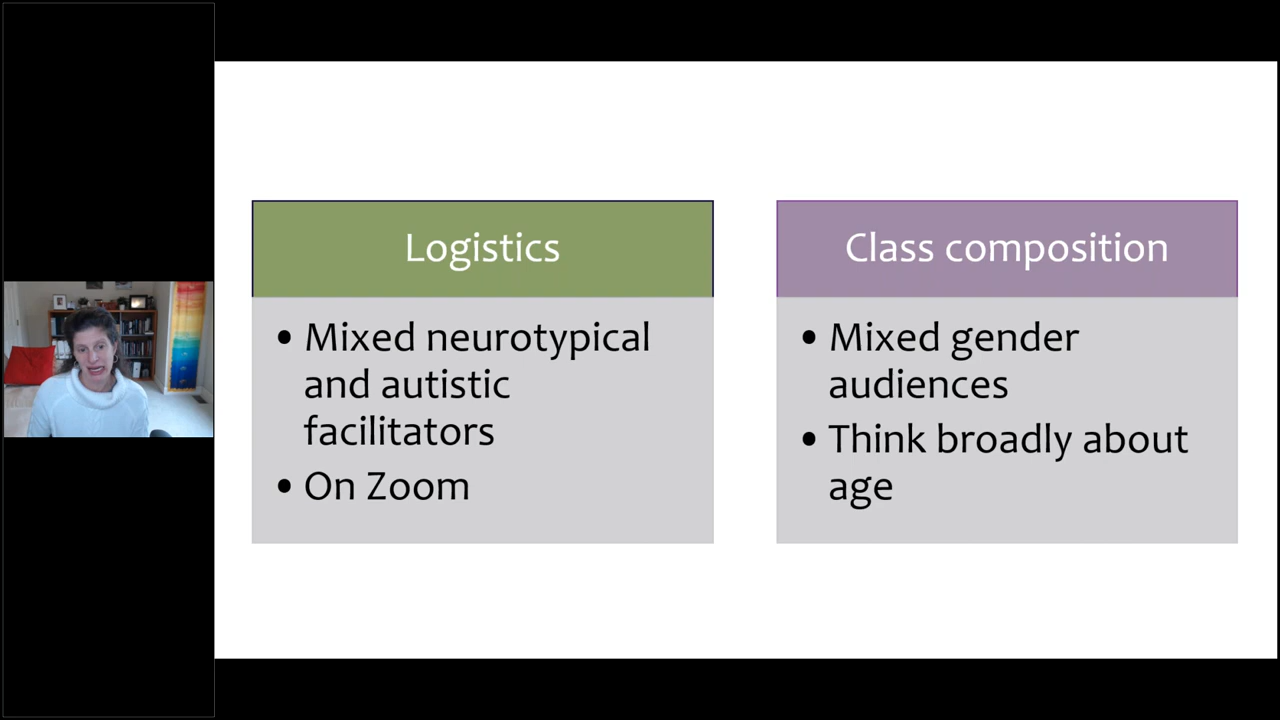 Logistics
• Mixed neurotypical
and autistic
facilitators
• On Zoom
Class composition
• Mixed gender
audiences
• Think broadly about
age